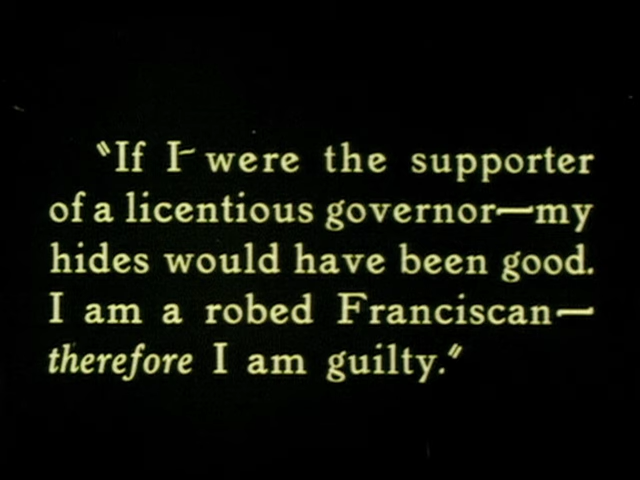 "If I were the supporter
of a licentious governor—my
hides would have been good.
I am a robed Franciscan—
therefore I am guilty."